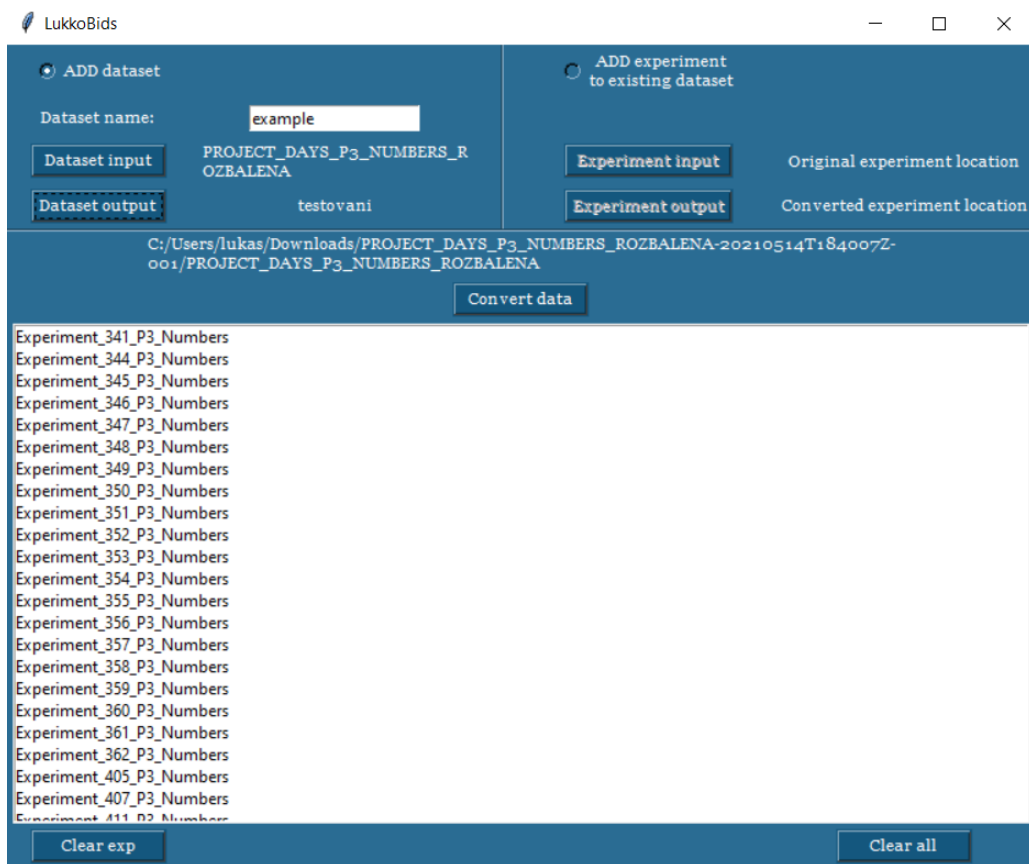 LukkoBids
ADD dataset
ADD experiment
to existing dataset
Dataset name:
example
Dataset input
PROJECT_DAYS_P3_NUMBERS_R
OZBALENA
Experiment input
Original experiment location
Dataset output
testovani
Experiment output
Converted experiment location
C:/Users/lukas/Downloads/PROJECT_DAYS_P3_NUMBERS_ROZBALENA-20210514T184007Z-
001/PROJECT_DAYS_P3_NUMBERS_ROZBALENA
Convert data
Experiment_341_P3_Numbers
Experiment_344_P3_Numbers
Experiment_345_P3_Numbers
Experiment_346_P3_Numbers
Experiment_347_P3_Numbers
Experiment_348_P3_Numbers
Experiment_349_P3_Numbers
Experiment_350_P3_Numbers
Experiment_351_P3_Numbers
Experiment_352_P3_Numbers
Experiment_353_P3_Numbers
Experiment_354_P3_Numbers
Experiment_355_P3_Numbers
Experiment_356_P3_Numbers
Experiment_357_P3_Numbers
Experiment_358_P3_Numbers
Experiment_359_P3_Numbers
Experiment_360_P3_Numbers
Experiment_361_P3_Numbers
Experiment_362_P3_Numbers
Experiment_405_P3_Numbers
Experiment_407_P3_Numbers
Experiment_411_P3_Numbers
Clear exp
Clear all